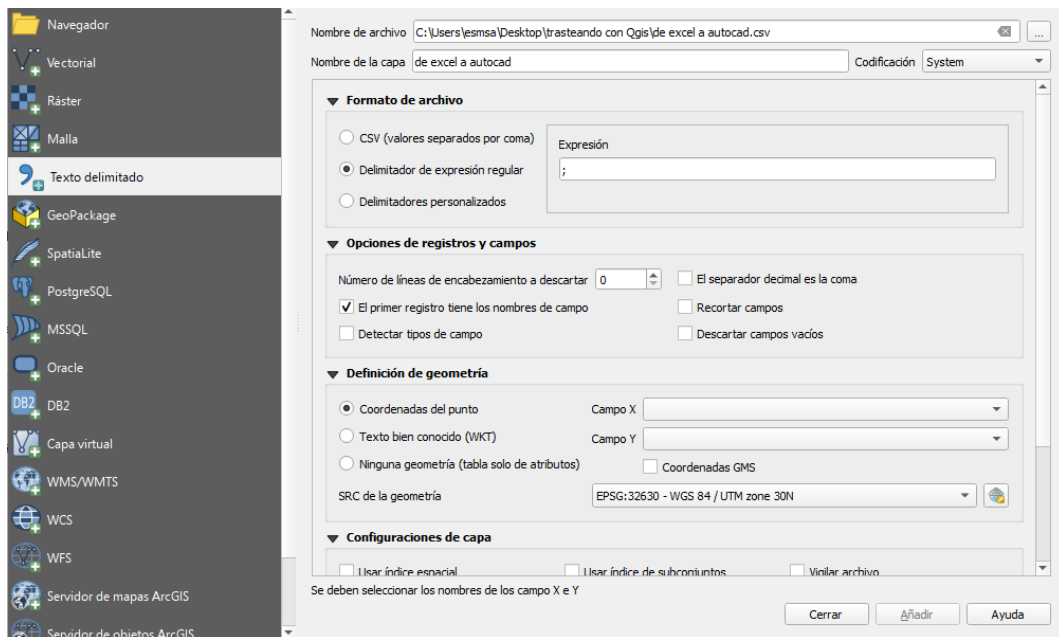 Navegador
Vectorial
Ráster
Malla
Texto delimitado
GeoPackage
SpatiaLite
PostgreSQL
MSSQL
Oracle
DB2 DB2
Capa virtual
WMS/WMTS
WCS
WFS
Servidor de mapas ArcGIS
Servidor de objetos ArcGIS
Nombre de archivo C:\Users\esmsa\Desktop\trasteando con Qgis\de excel a autocad.csv ...
Nombre de la capa de excel a autocad Codificación System
Formato de archivo
CSV (valores separados por coma)
Delimitador de expresión regular
Delimitadores personalizados
Expresión
;
Opciones de registros y campos
Número de líneas de encabezamiento a descartar 0 El separador decimal es la coma
El primer registro tiene los nombres de campo Recortar campos
Detectar tipos de campo Descartar campos vacíos
Definición de geometría
Coordenadas del punto Campo X
Texto bien conocido (WKT) Campo Y
Ninguna geometría (tabla solo de atributos) Coordenadas GMS
SRC de la geometría EPSG:32630 - WGS 84 / UTM zone 30N
Configuraciones de capa
Usar índice espacial Usar índice de subconjuntos Vigilar archivo
Se deben seleccionar los nombres de los campo X e Y
Cerrar Añadir Ayuda